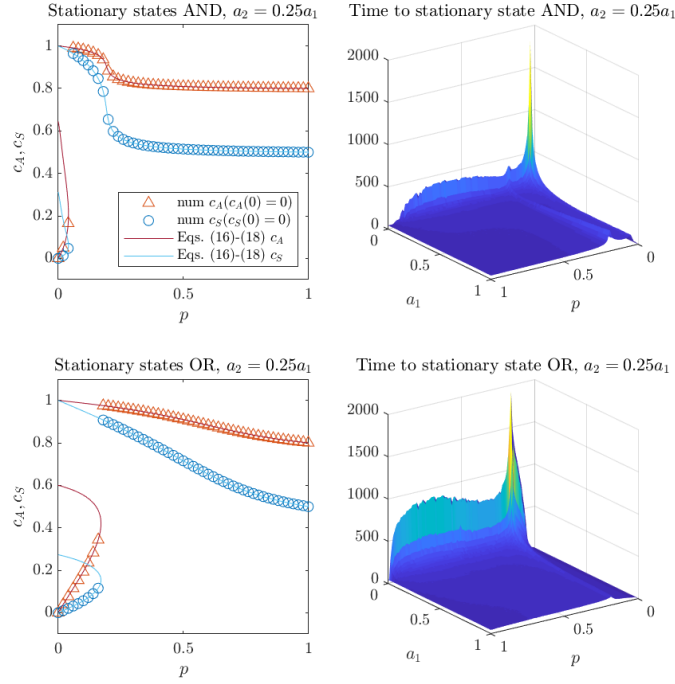 Stationary states AND, $a_2 = 0.25a_1$
1
0.8
0.6
0.4
0.2
0
$c_A, c_S$
num $c_A(c_A(0) = 0)$
num $c_S(c_S(0) = 0)$
Eqs. (16)-(18) $c_A$
Eqs. (16)-(18) $c_S$
0 0.5 1
$p$
Time to stationary state AND, $a_2 = 0.25a_1$
2000
1500
1000
500
0
0 0.5 1
$a_1$
1 0.5 0
$p$
Stationary states OR, $a_2 = 0.25a_1$
1
0.8
0.6
0.4
0.2
0
$c_A, c_S$
0 0.5 1
$p$
Time to stationary state OR, $a_2 = 0.25a_1$
2000
1500
1000
500
0
0 0.5 1
$a_1$
1 0.5 0
$p$